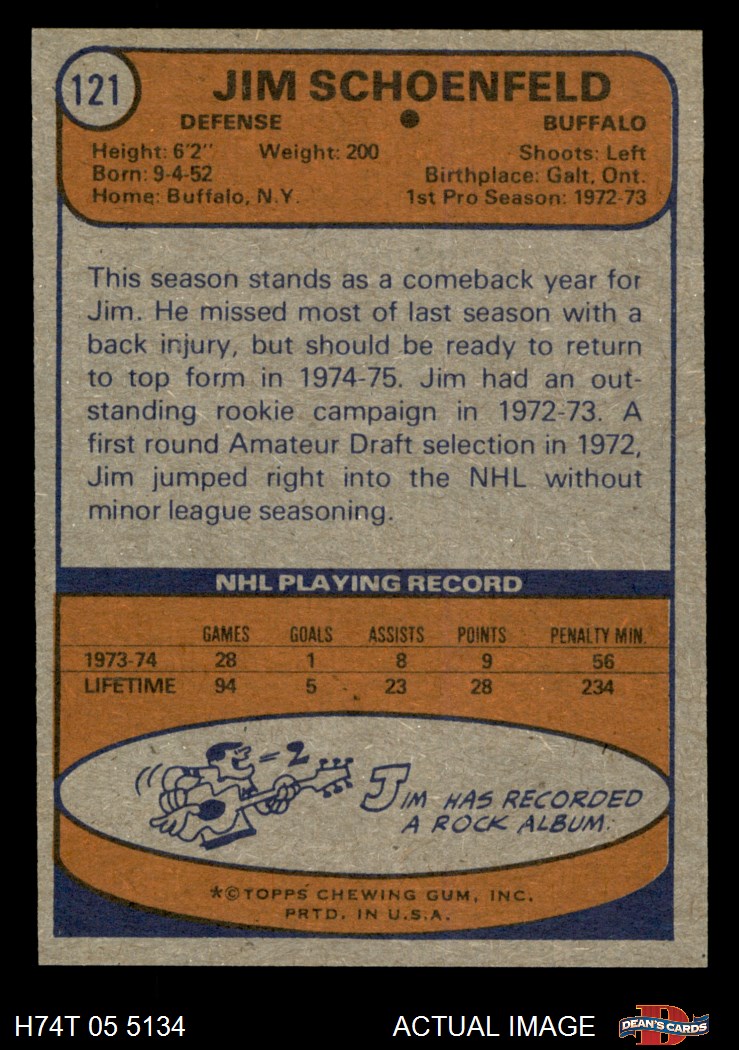 121
JIM SCHOENFELD
DEFENSE ● BUFFALO
Height: 6'2" Weight: 200 Shoots: Left
Born: 9-4-52 Birthplace: Galt, Ont.
Home: Buffalo, N.Y. 1st Pro Season: 1972-73
This season stands as a comeback year for
Jim. He missed most of last season with a
back injury, but should be ready to return
to top form in 1974-75. Jim had an out-
standing rookie campaign in 1972-73. A
first round Amateur Draft selection in 1972,
Jim jumped right into the NHL without
minor league seasoning.
NHL PLAYING RECORD
GAMES GOALS ASSISTS POINTS PENALTY MIN.
1973-74 28 1 8 9 56
LIFETIME 94 5 23 28 234
JIM HAS RECORDED
A ROCK ALBUM.
*©TOPPS CHEWING GUM, INC.
PRTD. IN U.S.A.
H74T 05 5134 ACTUAL IMAGE
D
DEAN'S CARDS